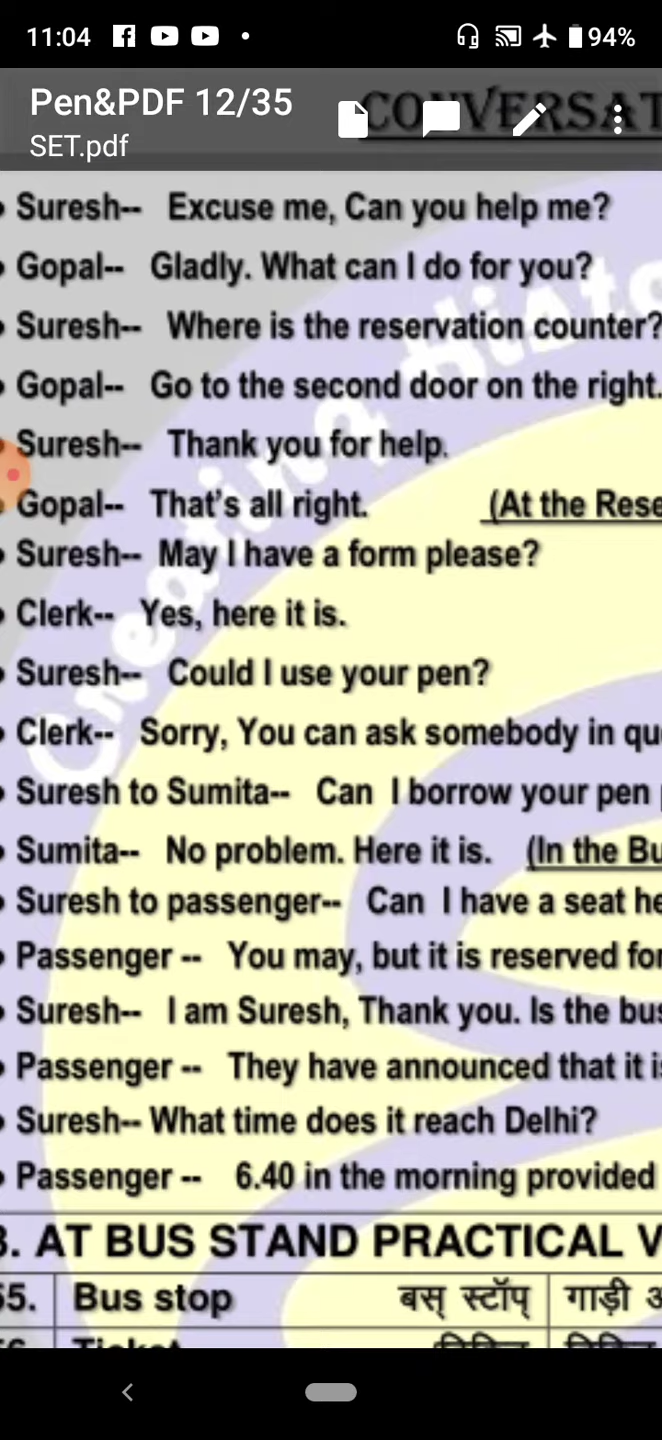 11:04 94%
Pen&PDF 12/35
SET.pdf
CONVERSAT
Suresh-- Excuse me, Can you help me?
Gopal-- Gladly. What can I do for you?
Suresh-- Where is the reservation counter?
Gopal-- Go to the second door on the right.
Suresh-- Thank you for help.
Gopal-- That's all right. (At the Rese
Suresh-- May I have a form please?
Clerk-- Yes, here it is.
Suresh-- Could I use your pen?
Clerk-- Sorry, You can ask somebody in qu
Suresh to Sumita-- Can I borrow your pen
Sumita-- No problem. Here it is. (In the Bu
Suresh to passenger-- Can I have a seat he
Passenger -- You may, but it is reserved for
Suresh-- I am Suresh, Thank you. Is the bus
Passenger -- They have announced that it is
Suresh-- What time does it reach Delhi?
Passenger -- 6.40 in the morning provided
3. AT BUS STAND PRACTICAL V
55. Bus stop बस् स्टॉप् गाड़ी
Ticket
Creating